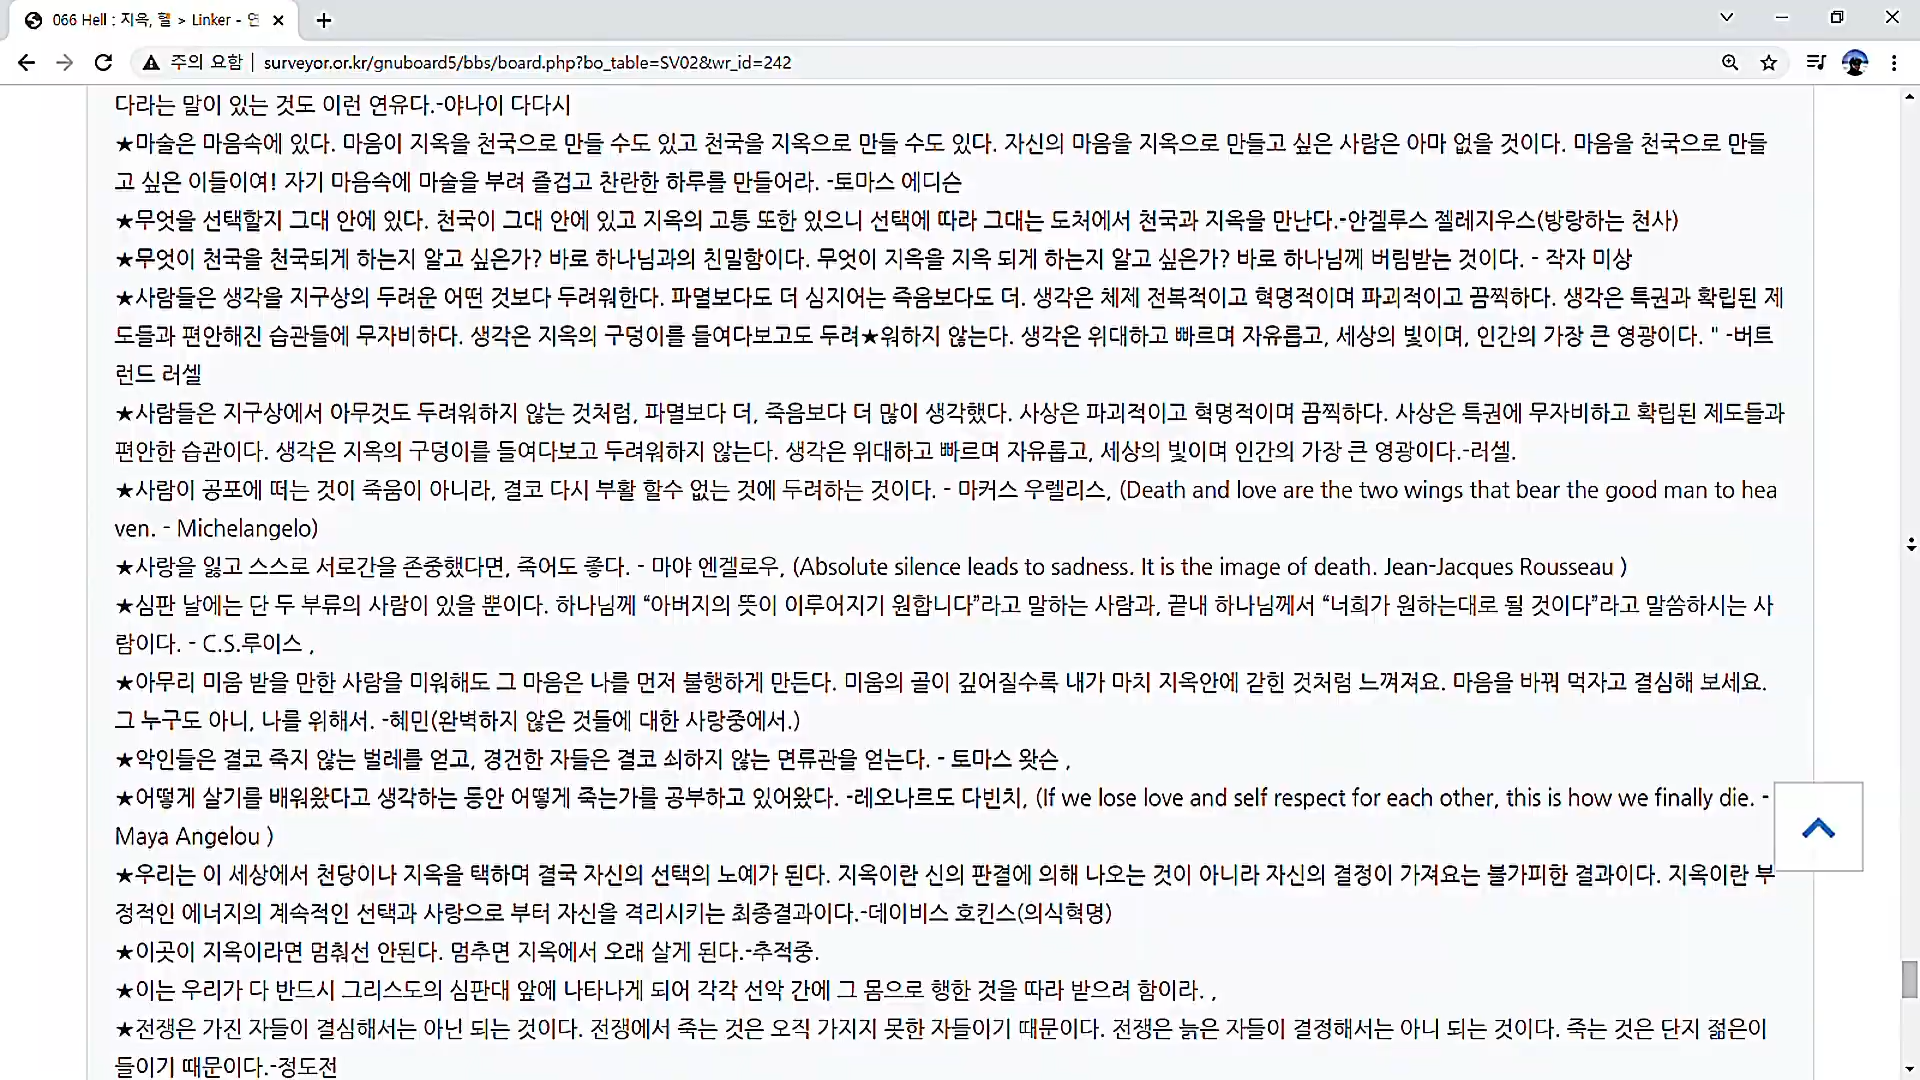 066 Hell : 지옥, 헬 > Linker - 연
주의 요함 | surveyor.or.kr/gnuboard5/bbs/board.php?bo_table=SV02&wr_id=242
다라는 말이 있는 것도 이런 연유다.-야나이 다다시
★마술은 마음속에 있다. 마음이 지옥을 천국으로 만들 수도 있고 천국을 지옥으로 만들 수도 있다. 자신의 마음을 지옥으로 만들고 싶은 사람은 아마 없을 것이다. 마음을 천국으로 만들
고 싶은 이들이여! 자기 마음속에 마술을 부려 즐겁고 찬란한 하루를 만들어라. -토마스 에디슨
★무엇을 선택할지 그대 안에 있다. 천국이 그대 안에 있고 지옥의 고통 또한 있으니 선택에 따라 그대는 도처에서 천국과 지옥을 만난다.-안겔루스 젤레지우스(방랑하는 천사)
★무엇이 천국을 천국되게 하는지 알고 싶은가? 바로 하나님과의 친밀함이다. 무엇이 지옥을 지옥 되게 하는지 알고 싶은가? 바로 하나님께 버림받는 것이다. - 작자 미상
★사람들은 생각을 지구상의 두려운 어떤 것보다 두려워한다. 파멸보다도 더 심지어는 죽음보다도 더. 생각은 체제 전복적이고 혁명적이며 파괴적이고 끔찍하다. 생각은 특권과 확립된 제
도들과 편안해진 습관들에 무자비하다. 생각은 지옥의 구덩이를 들여다보고도 두려★워하지 않는다. 생각은 위대하고 빠르며 자유롭고, 세상의 빛이며, 인간의 가장 큰 영광이다. " -버트
런드 러셀
★사람들은 지구상에서 아무것도 두려워하지 않는 것처럼, 파멸보다 더, 죽음보다 더 많이 생각했다. 사상은 파괴적이고 혁명적이며 끔찍하다. 사상은 특권에 무자비하고 확립된 제도들과
편안한 습관이다. 생각은 지옥의 구덩이를 들여다보고 두려워하지 않는다. 생각은 위대하고 빠르며 자유롭고, 세상의 빛이며 인간의 가장 큰 영광이다.-러셀.
★사람이 공포에 떠는 것이 죽음이 아니라, 결코 다시 부활 할수 없는 것에 두려하는 것이다. - 마커스 우렐리스, (Death and love are the two wings that bear the good man to hea
ven. - Michelangelo)
★사랑을 잃고 스스로 서로간을 존중했다면, 죽어도 좋다. - 마야 엔겔로우, (Absolute silence leads to sadness. It is the image of death. Jean-Jacques Rousseau )
★심판 날에는 단 두 부류의 사람이 있을 뿐이다. 하나님께 “아버지의 뜻이 이루어지기 원합니다”라고 말하는 사람과, 끝내 하나님께서 “너희가 원하는대로 될 것이다”라고 말씀하시는 사
람이다. - C.S.루이스 ,
★아무리 미음 받을 만한 사람을 미워해도 그 마음은 나를 먼저 불행하게 만든다. 미움의 골이 깊어질수록 내가 마치 지옥안에 갇힌 것처럼 느껴져요. 마음을 바꿔 먹자고 결심해 보세요.
그 누구도 아니, 나를 위해서. -혜민(완벽하지 않은 것들에 대한 사랑중에서.)
★악인들은 결코 죽지 않는 벌레를 얻고, 경건한 자들은 결코 쇠하지 않는 면류관을 얻는다. - 토마스 왓슨 ,
★어떻게 살기를 배워왔다고 생각하는 동안 어떻게 죽는가를 공부하고 있어왔다. -레오나르도 다빈치, (If we lose love and self respect for each other, this is how we finally die. -
Maya Angelou )
★우리는 이 세상에서 천당이나 지옥을 택하며 결국 자신의 선택의 노예가 된다. 지옥이란 신의 판결에 의해 나오는 것이 아니라 자신의 결정이 가져요는 불가피한 결과이다. 지옥이란 부
정적인 에너지의 계속적인 선택과 사랑으로 부터 자신을 격리시키는 최종결과이다.-데이비스 호킨스(의식혁명)
★이곳이 지옥이라면 멈춰선 안된다. 멈추면 지옥에서 오래 살게 된다.-추적중.
★이는 우리가 다 반드시 그리스도의 심판대 앞에 나타나게 되어 각각 선악 간에 그 몸으로 행한 것을 따라 받으려 함이라. ,
★전쟁은 가진 자들이 결심해서는 아닌 되는 것이다. 전쟁에서 죽는 것은 오직 가지지 못한 자들이기 때문이다. 전쟁은 늙은 자들이 결정해서는 아니 되는 것이다. 죽는 것은 단지 젊은이
들이기 때문이다.-정도전